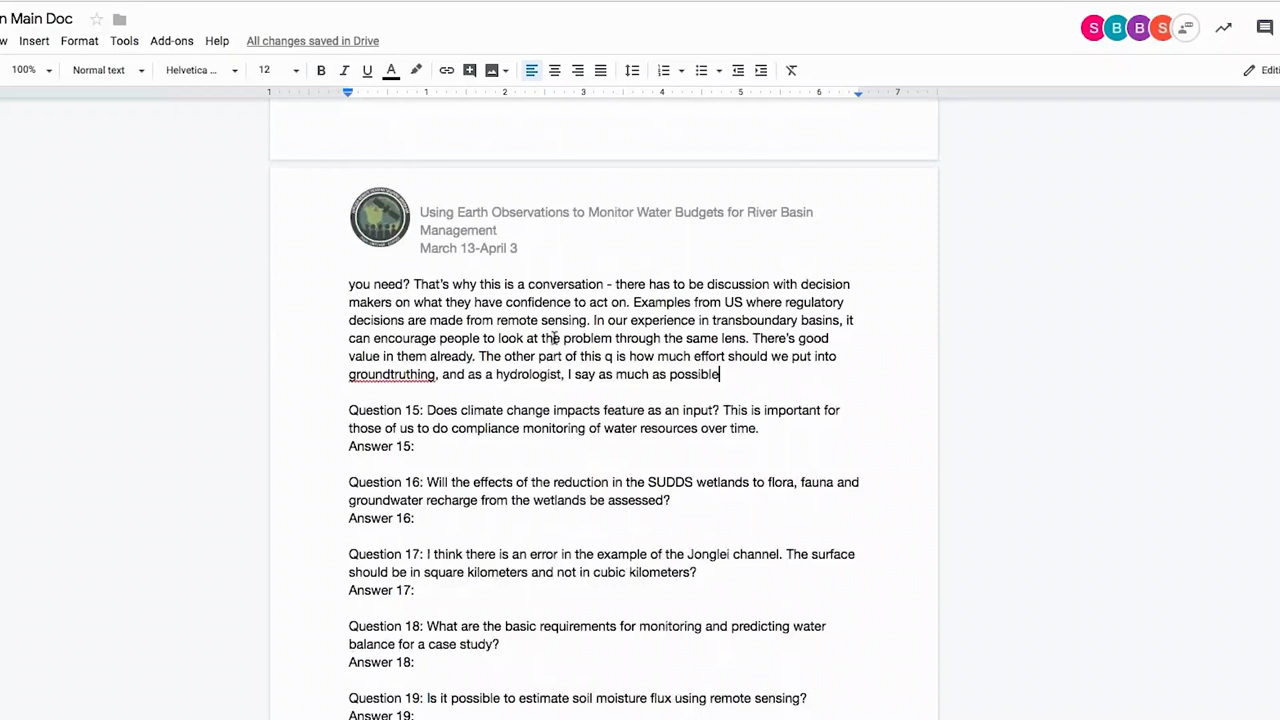 n Main Doc
w Insert Format Tools Add-ons Help All changes saved in Drive
S B B S
100% Normal text Helvetica ... 12 B I U A Editi
1 1 2 3 4 5 6 7
Using Earth Observations to Monitor Water Budgets for River Basin
Management
March 13-April 3
you need? That's why this is a conversation - there has to be discussion with decision
makers on what they have confidence to act on. Examples from US where regulatory
decisions are made from remote sensing. In our experience in transboundary basins, it
can encourage people to look at the problem through the same lens. There's good
value in them already. The other part of this q is how much effort should we put into
groundtruthing, and as a hydrologist, I say as much as possible
Question 15: Does climate change impacts feature as an input? This is important for
those of us to do compliance monitoring of water resources over time.
Answer 15:
Question 16: Will the effects of the reduction in the SUDDS wetlands to flora, fauna and
groundwater recharge from the wetlands be assessed?
Answer 16:
Question 17: I think there is an error in the example of the Jonglei channel. The surface
should be in square kilometers and not in cubic kilometers?
Answer 17:
Question 18: What are the basic requirements for monitoring and predicting water
balance for a case study?
Answer 18:
Question 19: Is it possible to estimate soil moisture flux using remote sensing?
Answer 19: